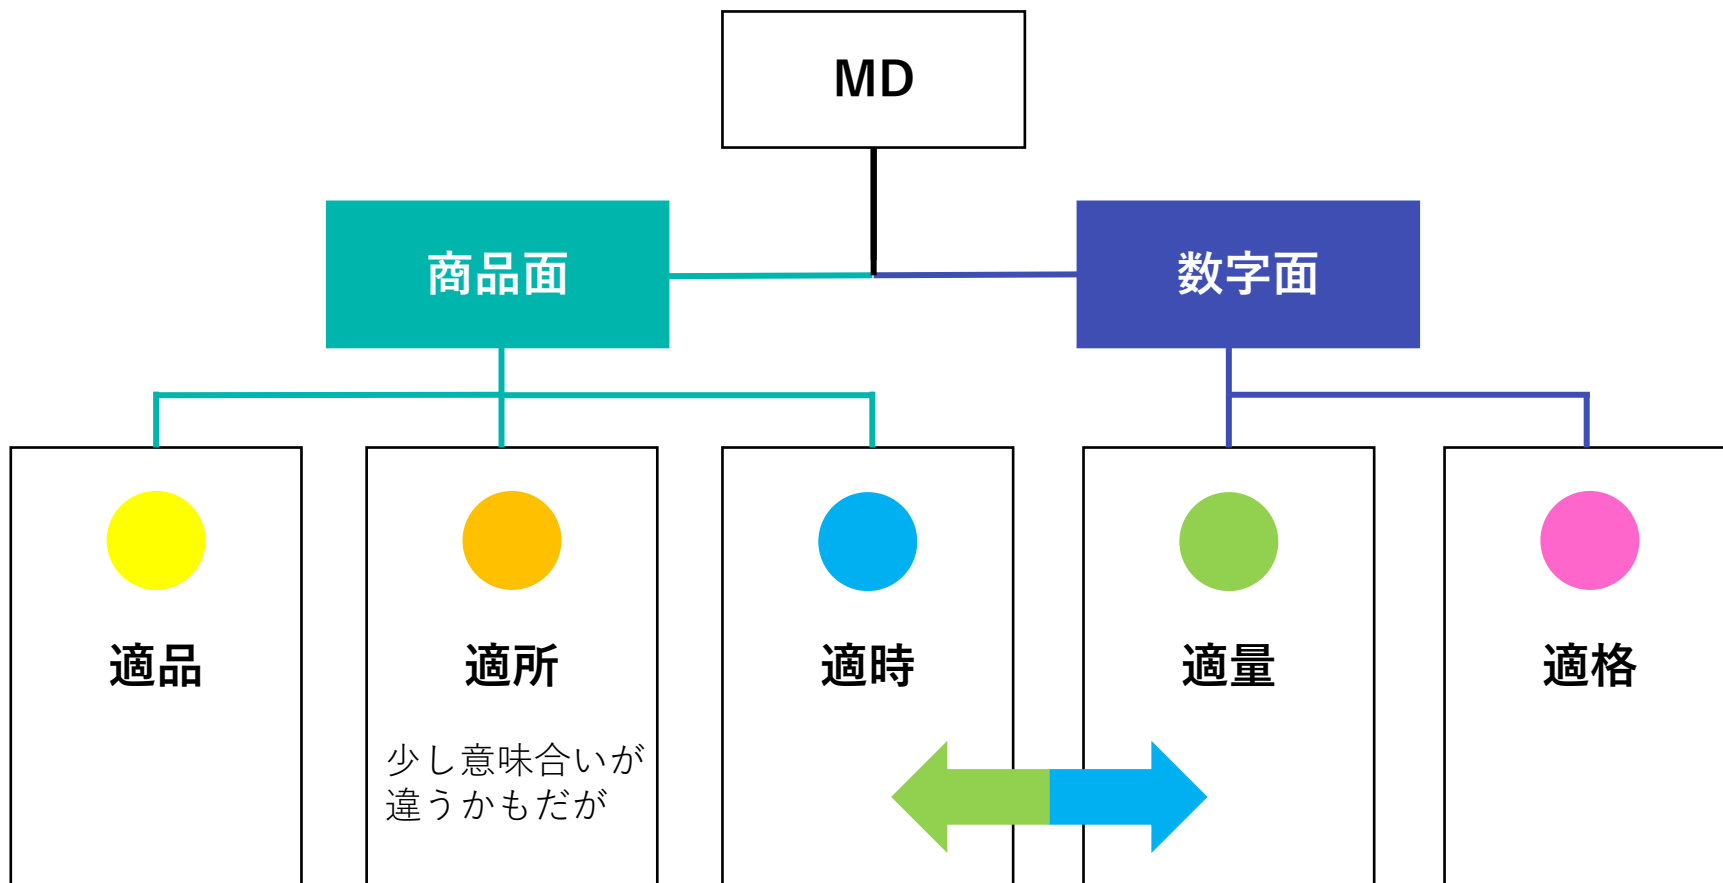 MD
商品面
数字面
適品
適所
適時
適量
適格
少し意味合いが
違うかもだが